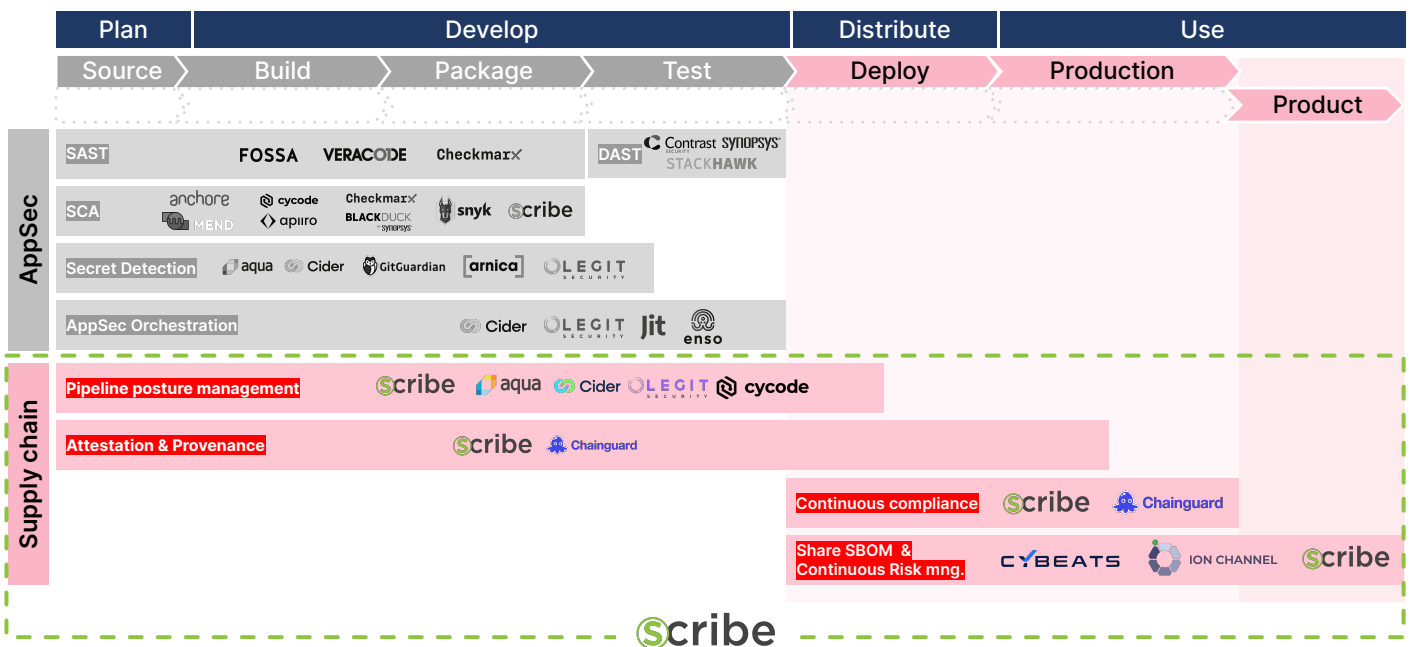 Plan Develop Distribute Use
Source Build Package Test Deploy Production
Product
AppSec
SAST FOSSA VERACODE Checkmarx DAST Contrast SECURITY SYNOPSYS
STACKHAWK
SCA anchore cycode Checkmarx snyk Scribe
MEND apiiro BLACKDUCK BY SYNOPSYS
Secret Detection aqua Cider GitGuardian [arnica] LEGIT SECURITY
AppSec Orchestration Cider LEGIT SECURITY Jit enso
Supply chain
Pipeline posture management Scribe aqua Cider LEGIT SECURITY cycode
Attestation & Provenance Scribe Chainguard
Continuous compliance Scribe Chainguard
Share SBOM &
Continuous Risk mng. CYBEATS ION CHANNEL Scribe
Scribe